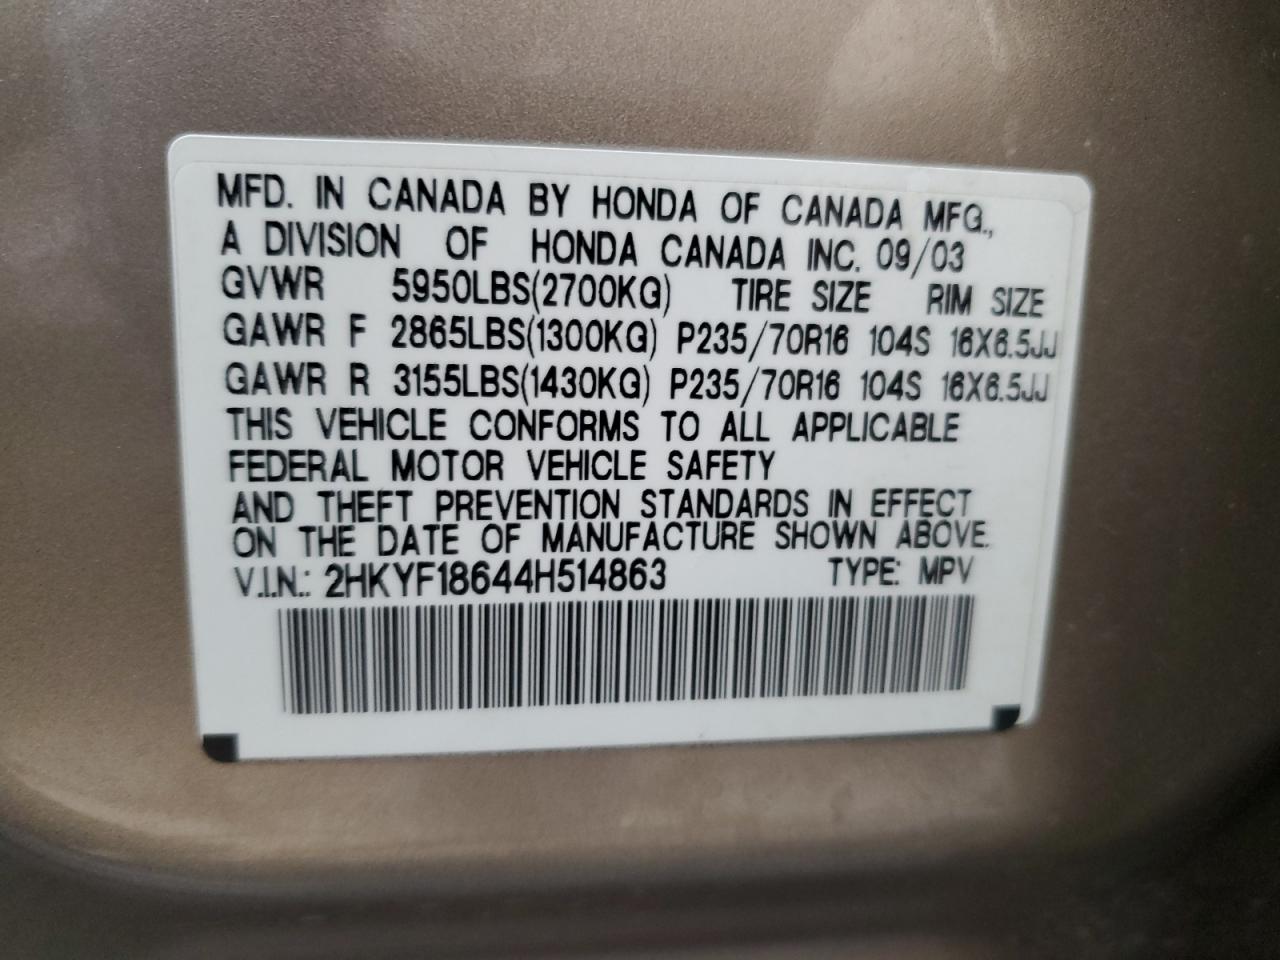 MFD. IN CANADA BY HONDA OF CANADA MFG.,
A DIVISION OF HONDA CANADA INC. 09/03
GVWR 5950LBS(2700KG) TIRE SIZE RIM SIZE
GAWR F 2865LBS(1300KG) P235/70R16 104S 16X6.5JJ
GAWR R 3155LBS(1430KG) P235/70R16 104S 16X6.5JJ
THIS VEHICLE CONFORMS TO ALL APPLICABLE
FEDERAL MOTOR VEHICLE SAFETY
AND THEFT PREVENTION STANDARDS IN EFFECT
ON THE DATE OF MANUFACTURE SHOWN ABOVE.
V.I.N.: 2HKYF18644H514863 TYPE: MPV